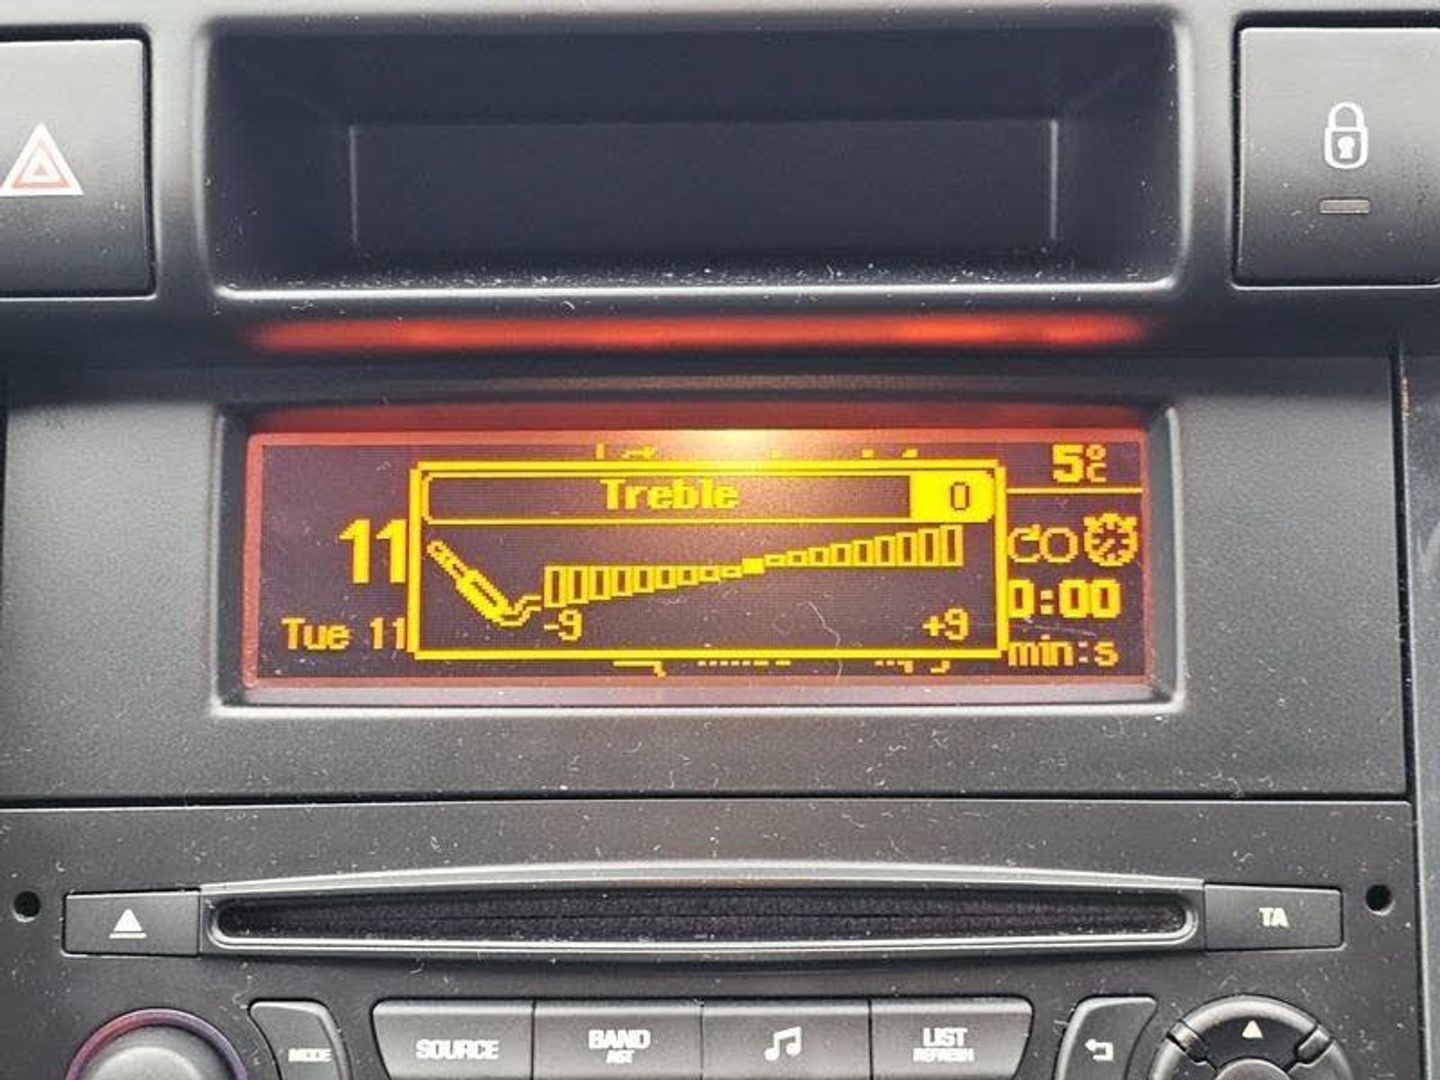 5°C
Treble 0
11
0:00
-9 +9
Tue 11
min:s
TA
MODE
SOURCE
BAND
AST
LIST
REFRESH